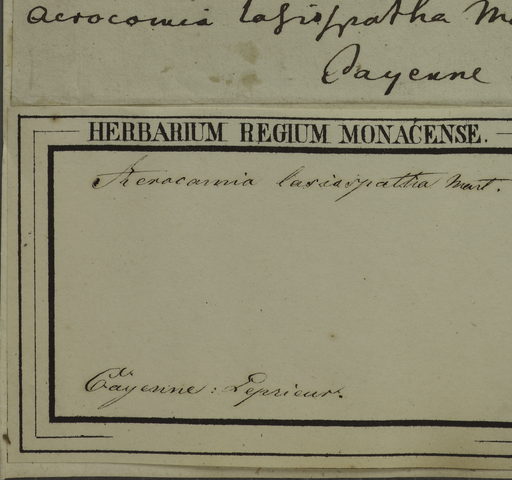 Acrocomia lasiospatha M
Cayenne
HERBARIUM REGIUM MONACENSE.
Acrocomia lasiospatha Mart.
Cayenne: Leprieur.